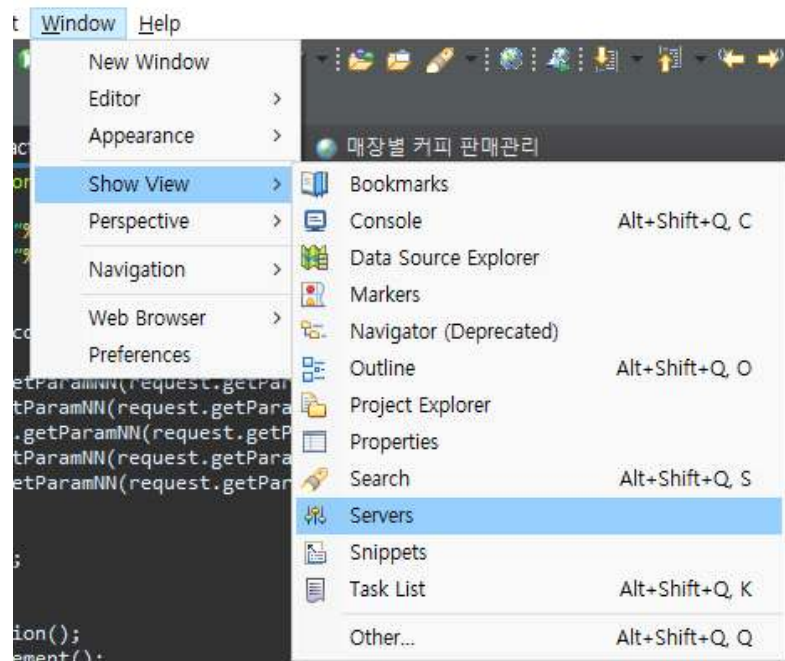 t Window Help
New Window
Editor
Appearance
매장별 커피 판매관리
Show View
Perspective
Navigation
Web Browser
Preferences
Bookmarks
Console Alt+Shift+Q, C
Data Source Explorer
Markers
Navigator (Deprecated)
Outline Alt+Shift+Q, O
Project Explorer
Properties
Search Alt+Shift+Q, S
Servers
Snippets
Task List Alt+Shift+Q, K
Other... Alt+Shift+Q, Q
etParamNN(request.getPar
tParamNN(request.getPara
.getParamNN(request.getP
tParamNN(request.getPara
etParamNN(request.getPar
;
ion();
ement();